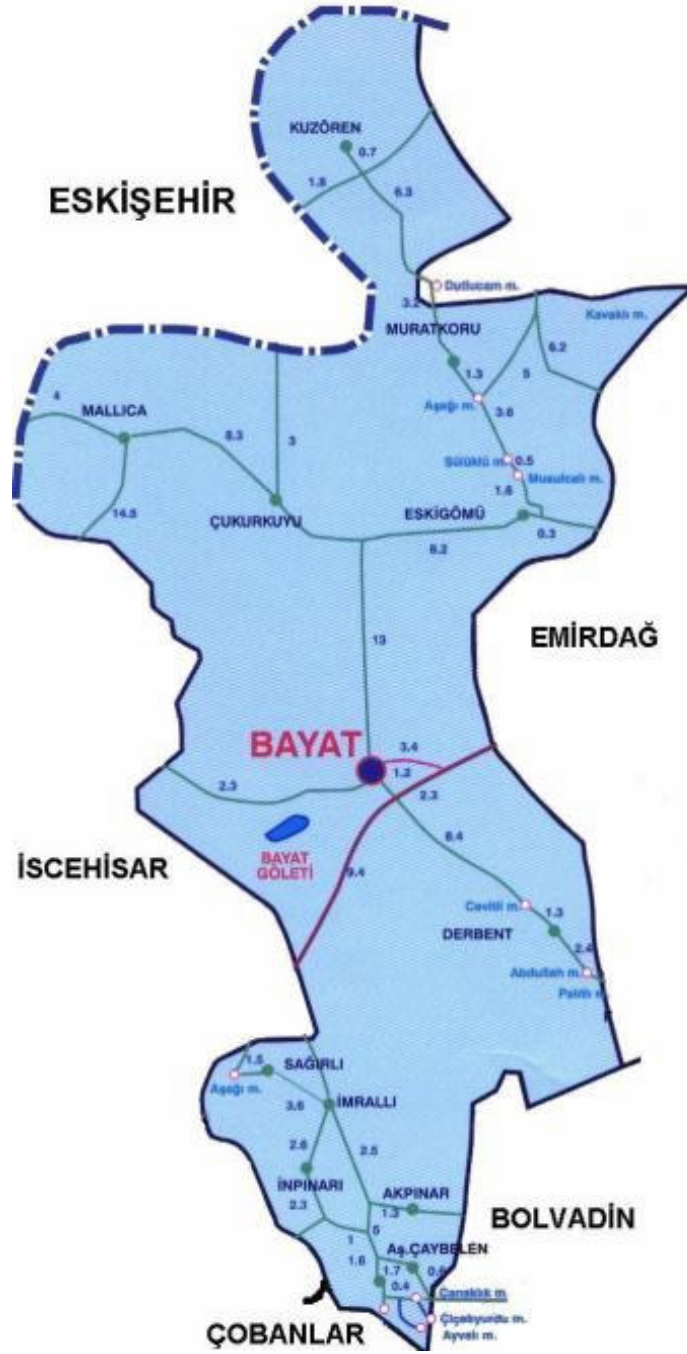 KUZÖREN
0.7
1.8
6.3
ESKİŞEHİR
Dutlucam m.
3.2
Kavaklı m.
MURATKORU
6.2
1.3
5
4
Aşağı m.
MALLICA
3.6
8.3
3
Sülüklü m.
0.5
Musulcalı m.
1.6
14.5
ÇUKURKUYU
ESKİGÖMÜ
0.3
8.2
EMİRDAĞ
13
BAYAT
3.4
1.2
2.3
2.3
8.4
BAYAT
GÖLETİ
İSCEHİSAR
9.4
Cevitli m.
1.3
DERBENT
2.4
Abdullah m.
1.5
SAĞIRLI
Aşağı m.
3.6
İMRALLI
2.6
2.5
İNPINARI
AKPINAR
2.3
1.3
BOLVADİN
5
1
Aş.ÇAYBELEN
1.6
1.7
0.4
Çiçekyurdu m.
ÇOBANLAR
Ayvalı m.